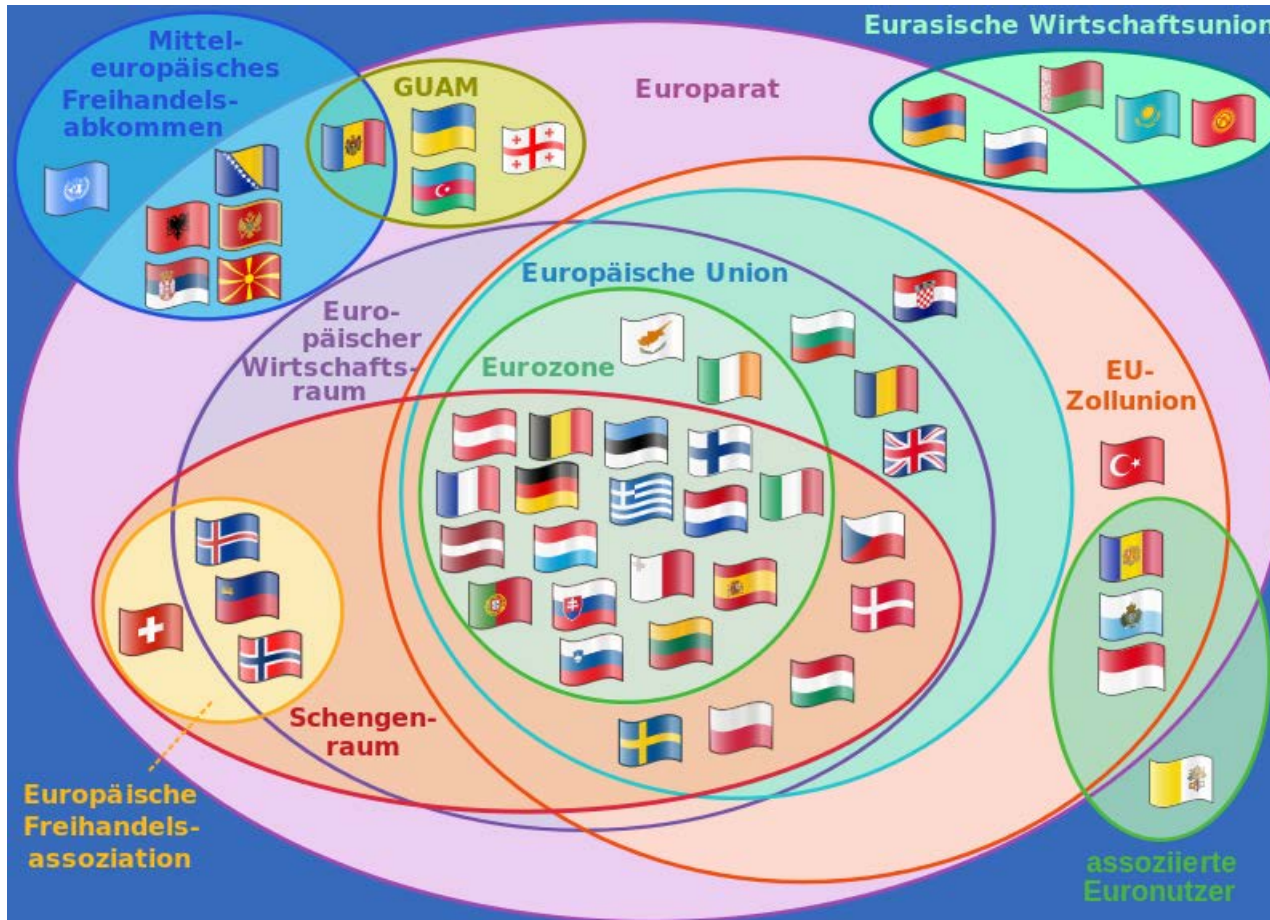 Mittel-
europäisches
Freihandels-
abkommen
GUAM
Europarat
Eurasische Wirtschaftsunion
Europäische Union
Euro-
päischer
Wirtschafts-
raum
Eurozone
EU-
Zollunion
Schengen-
raum
Europäische
Freihandels-
assoziation
assoziierte
Euronutzer